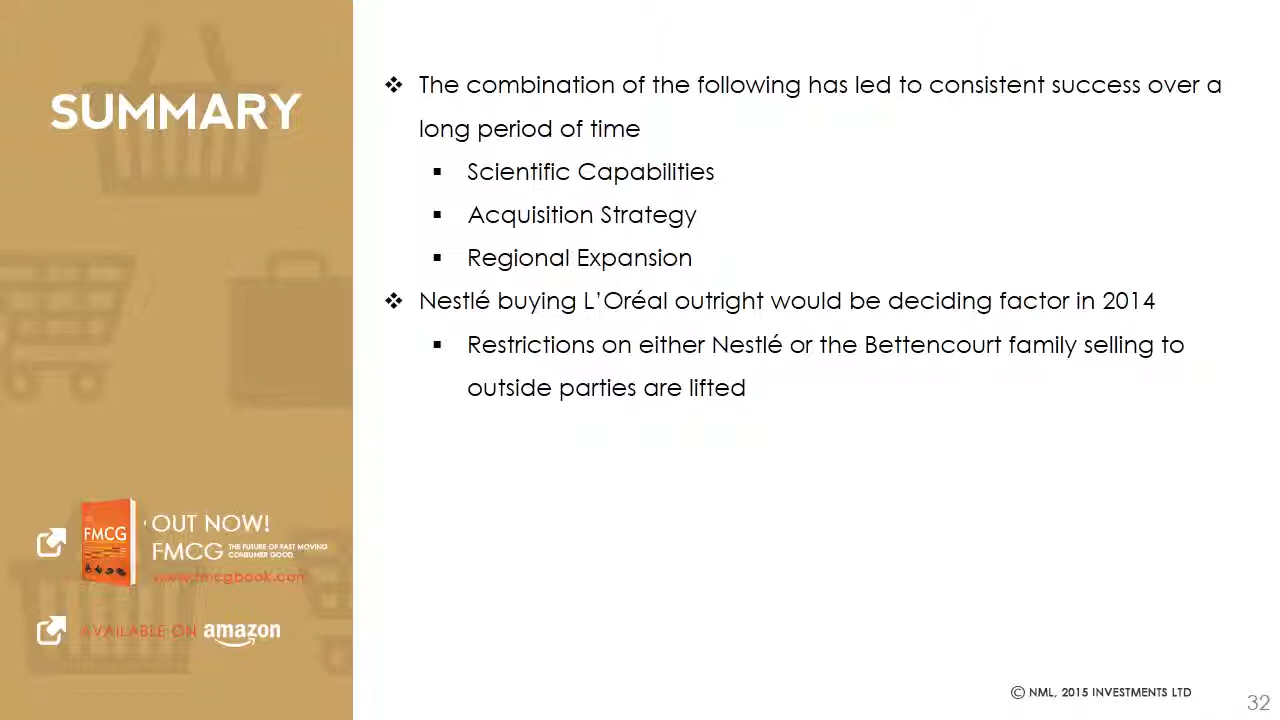 SUMMARY
❖ The combination of the following has led to consistent success over a
long period of time
▪ Scientific Capabilities
▪ Acquisition Strategy
▪ Regional Expansion
❖ Nestlé buying L’Oréal outright would be deciding factor in 2014
▪ Restrictions on either Nestlé or the Bettencourt family selling to
outside parties are lifted
FMCG
OUT NOW!
FMCG THE FUTURE OF FAST MOVING
CONSUMER GOOD
www.fmcgbook.com
AVAILABLE ON amazon
© NML, 2015 INVESTMENTS LTD
32